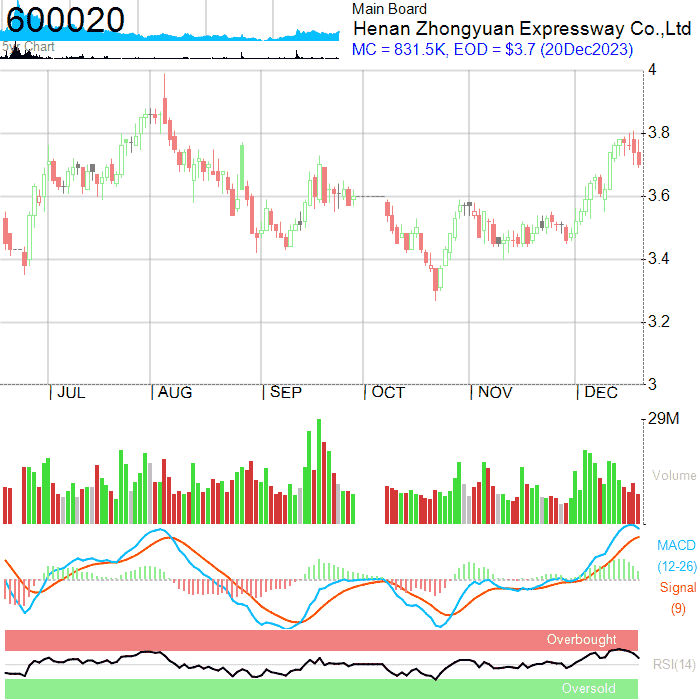 600020
5yr Chart
Main Board
Henan Zhongyuan Expressway Co.,Ltd
MC = 831.5K, EOD = $3.7 (20Dec2023)
4
3.8
3.6
3.4
3.2
3
JUL AUG SEP OCT NOV DEC
29M
Volume
MACD
(12-26)
Signal
(9)
Overbought
RSI(14)
Oversold